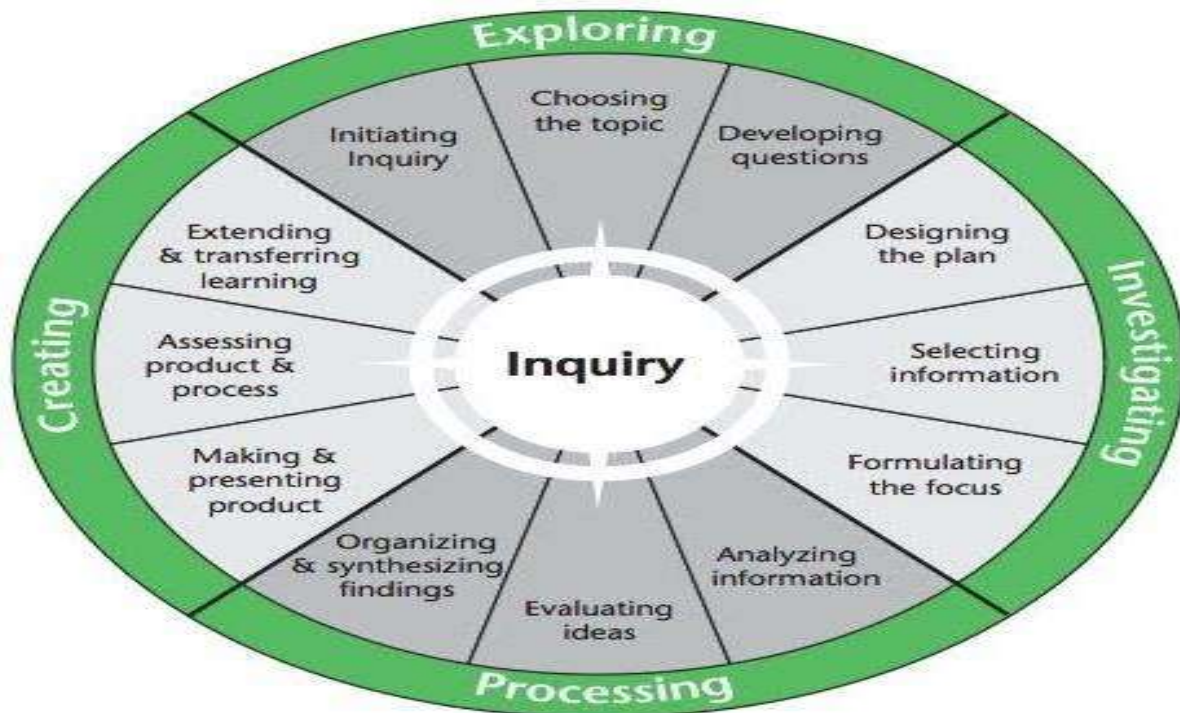 Exploring
Initiating
Inquiry
Choosing
the topic
Developing
questions
Investigating
Designing
the plan
Selecting
information
Formulating
the focus
Processing
Analyzing
information
Evaluating
ideas
Organizing
& synthesizing
findings
Creating
Making &
presenting
product
Assessing
product &
process
Extending
& transferring
learning
Inquiry